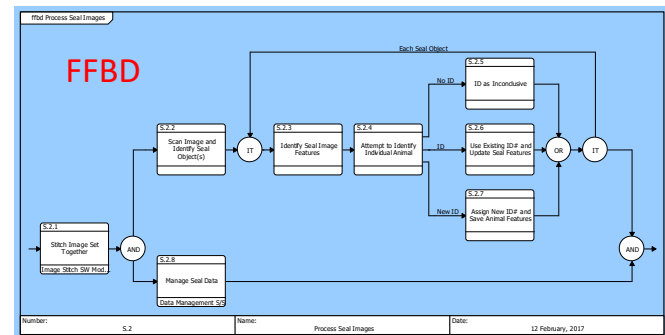 ffbd Process Seal Images
FFBD
Each Seal Object
S.2.5
ID as Inconclusive
No ID
S.2.2
Scan Image and
Identify Seal
Object(s)
IT
S.2.3
Identify Seal Image
Features
S.2.4
Attempt to Identify
Individual Animal
ID
S.2.6
Use Existing ID# and
Update Seal Features
OR
IT
New ID
S.2.7
Assign New ID# and
Save Animal Features
S.2.1
Stitch Image Set
Together
Image Stitch SW Mod...
AND
S.2.8
Manage Seal Data
Data Management S/S
AND
Number:
S.2
Name:
Process Seal Images
Date:
12 February, 2017